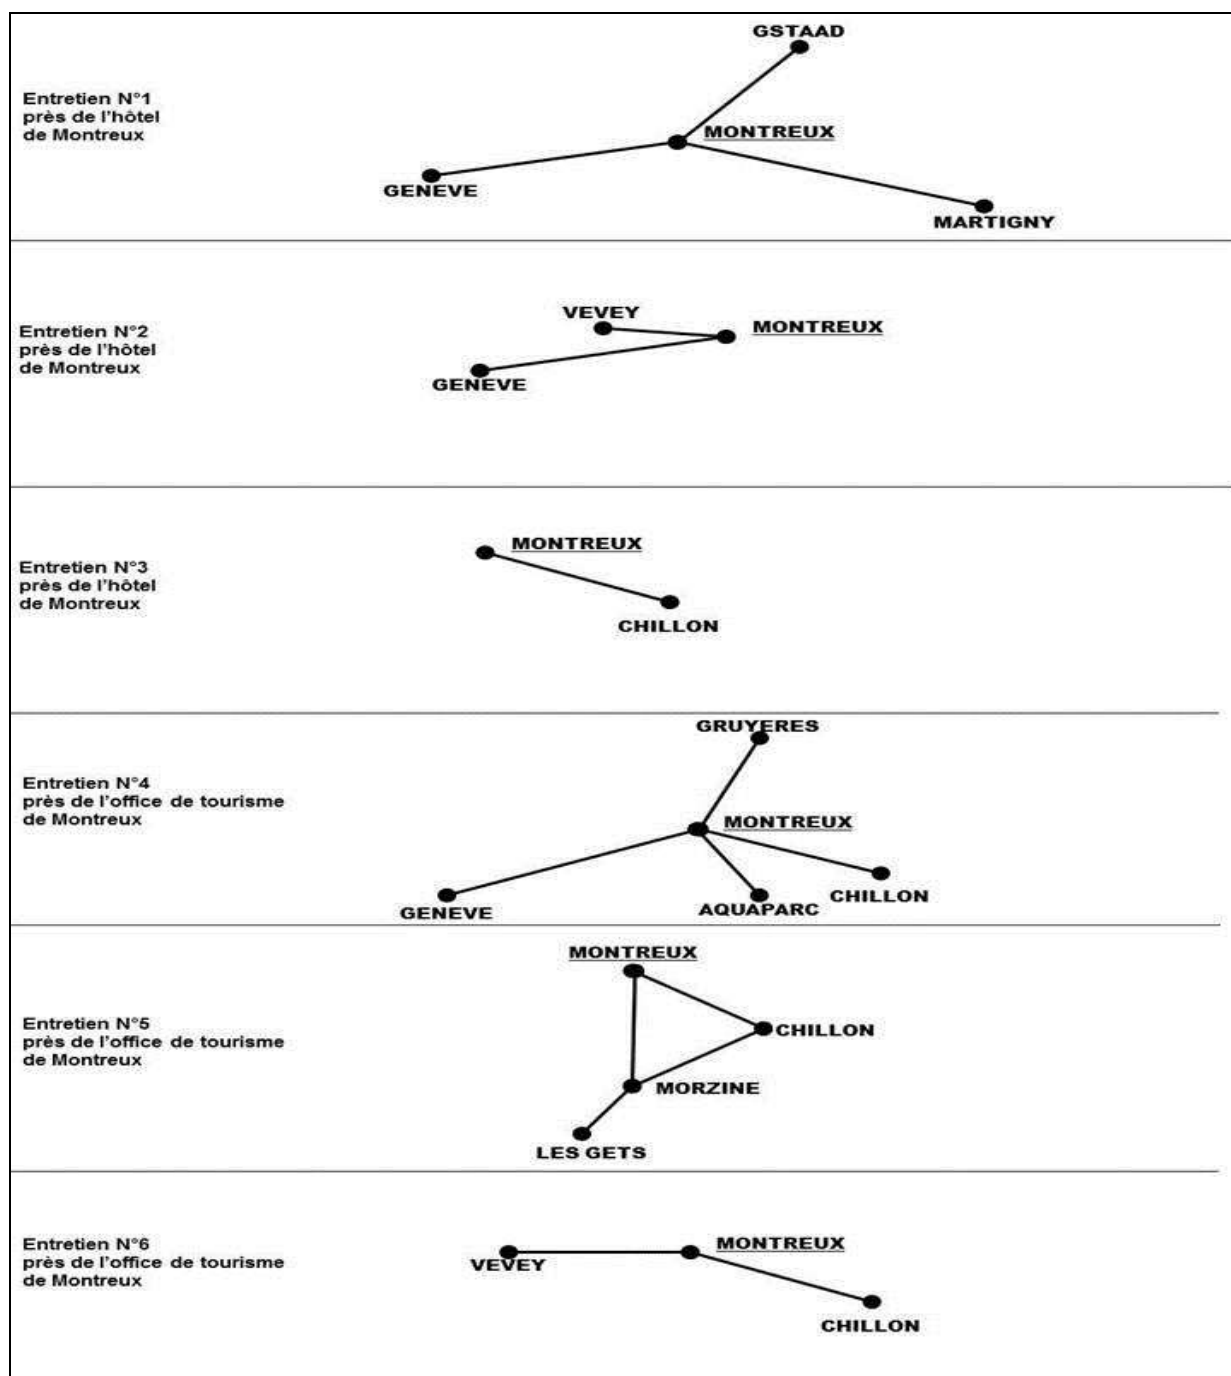 GSTAAD
Entretien N°1
près de l'hôtel
de Montreux
MONTREUX
GENEVE
MARTIGNY
VEVEY
Entretien N°2
près de l'hôtel
de Montreux
MONTREUX
GENEVE
MONTREUX
Entretien N°3
près de l'hôtel
de Montreux
CHILLON
GRUYERES
Entretien N°4
près de l'office de tourisme
de Montreux
MONTREUX
CHILLON
GENEVE
AQUAPARC
MONTREUX
Entretien N°5
près de l'office de tourisme
de Montreux
CHILLON
MORZINE
LES GETS
Entretien N°6
près de l'office de tourisme
de Montreux
MONTREUX
VEVEY
CHILLON